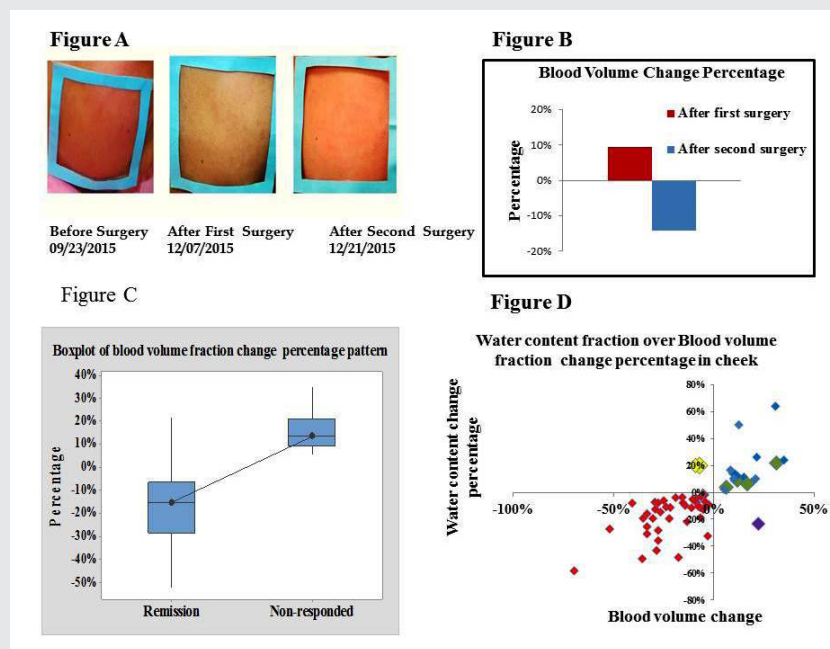 Figure A
Before Surgery After First Surgery After Second Surgery
09/23/2015 12/07/2015 12/21/2015
Figure B
Blood Volume Change Percentage
Percentage
20%
10%
0%
-10%
-20%
After first surgery
After second surgery
Figure C
Boxplot of blood volume fraction change percentage pattern
Percentage
40%
30%
20%
10%
0%
-10%
-20%
-30%
-40%
-50%
Remission Non-responded
Figure D
Water content fraction over Blood volume
fraction change percentage in cheek
Water content change
percentage
80%
60%
40%
20%
0%
-20%
-40%
-60%
-80%
-100% -50% 0% 50%
Blood volume change